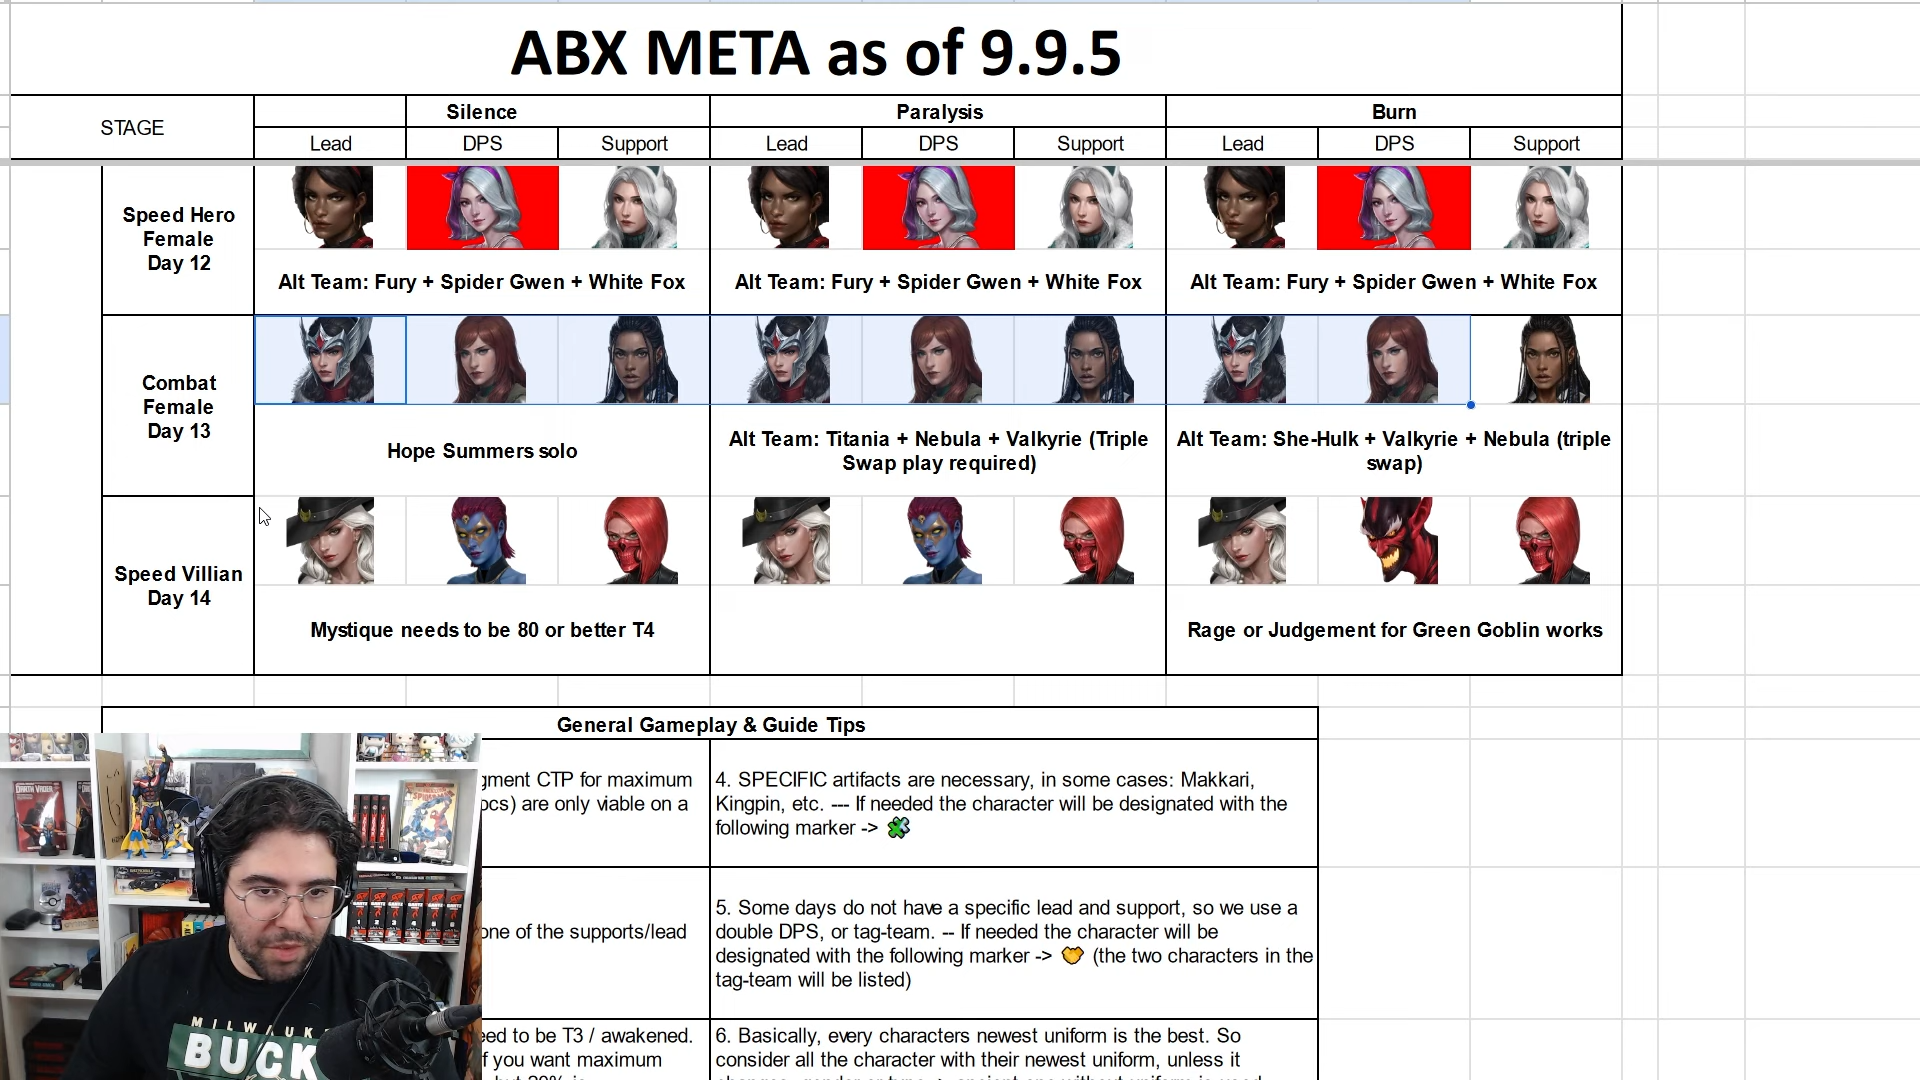 ABX META as of 9.9.5
STAGE
Silence
Paralysis
Burn
Lead
DPS
Support
Lead
DPS
Support
Lead
DPS
Support
Speed Hero
Female
Day 12
Alt Team: Fury + Spider Gwen + White Fox
Alt Team: Fury + Spider Gwen + White Fox
Alt Team: Fury + Spider Gwen + White Fox
Combat
Female
Day 13
Hope Summers solo
Alt Team: Titania + Nebula + Valkyrie (Triple
Swap play required)
Alt Team: She-Hulk + Valkyrie + Nebula (triple
swap)
Speed Villian
Day 14
Mystique needs to be 80 or better T4
Rage or Judgement for Green Goblin works
General Gameplay & Guide Tips
gment CTP for maximum
ocs) are only viable on a
4. SPECIFIC artifacts are necessary, in some cases: Makkari,
Kingpin, etc. --- If needed the character will be designated with the
following marker ->
one of the supports/lead
5. Some days do not have a specific lead and support, so we use a
double DPS, or tag-team. -- If needed the character will be
designated with the following marker -> (the two characters in the
tag-team will be listed)
eed to be T3 / awakened.
f you want maximum
6. Basically, every characters newest uniform is the best. So
consider all the character with their newest uniform, unless it
DARTH VADER
MILWAUK
BUCK